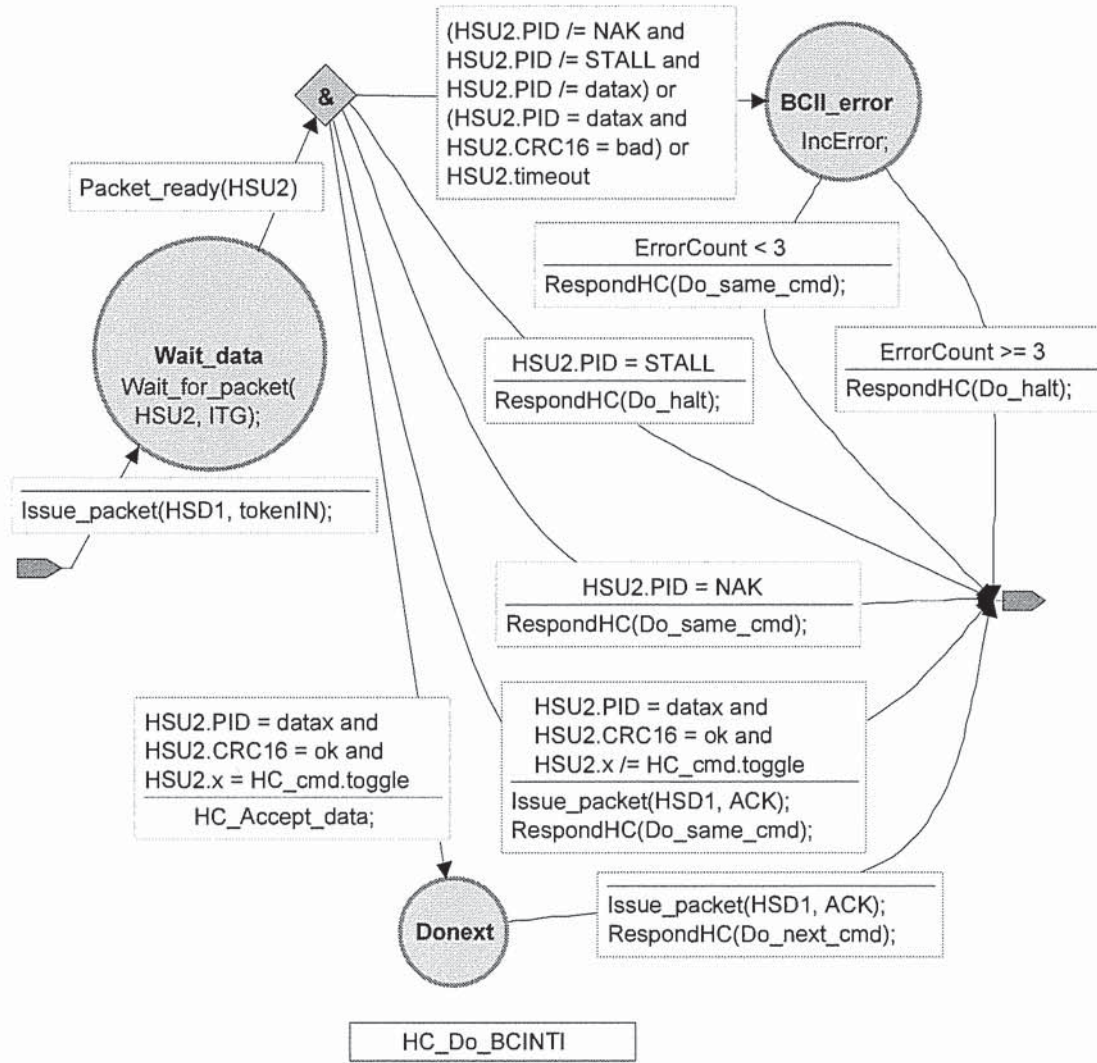 (HSU2.PID /= NAK and
HSU2.PID /= STALL and
HSU2.PID /= datax) or
(HSU2.PID = datax and
HSU2.CRC16 = bad) or
HSU2.timeout
&
BCII_error
IncError;
Packet_ready(HSU2)
ErrorCount < 3
RespondHC(Do_same_cmd);
Wait_data
Wait_for_packet(
HSU2, ITG);
HSU2.PID = STALL
RespondHC(Do_halt);
ErrorCount >= 3
RespondHC(Do_halt);
Issue_packet(HSD1, tokenIN);
HSU2.PID = NAK
RespondHC(Do_same_cmd);
HSU2.PID = datax and
HSU2.CRC16 = ok and
HSU2.x = HC_cmd.toggle
HC_Accept_data;
HSU2.PID = datax and
HSU2.CRC16 = ok and
HSU2.x /= HC_cmd.toggle
Issue_packet(HSD1, ACK);
RespondHC(Do_same_cmd);
Donext
Issue_packet(HSD1, ACK);
RespondHC(Do_next_cmd);
HC_Do_BCINTI